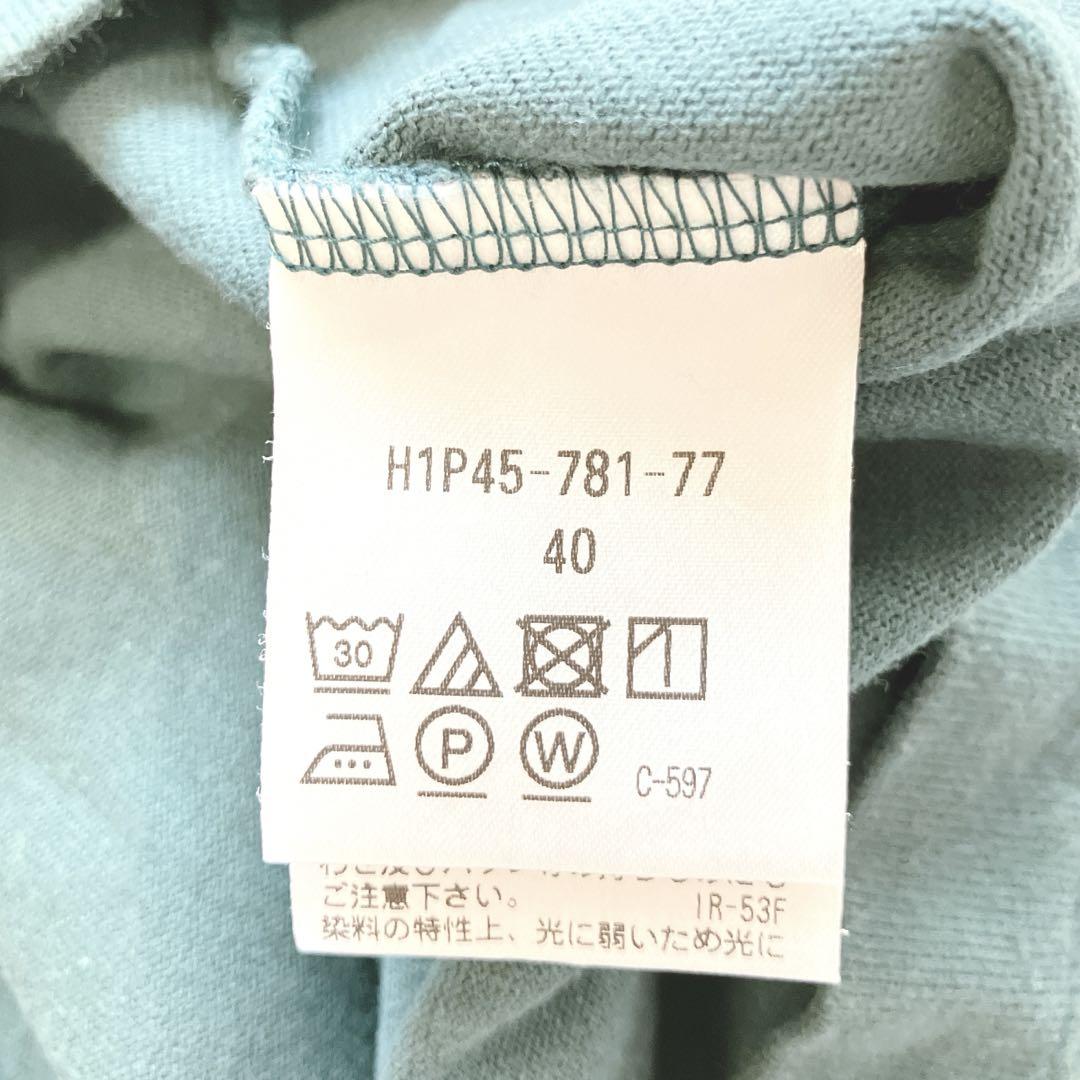 H1P45-781-77
40
30
P W C-597
ご注意下さい。 IR-53F
染料の特性上、光に弱いため光に